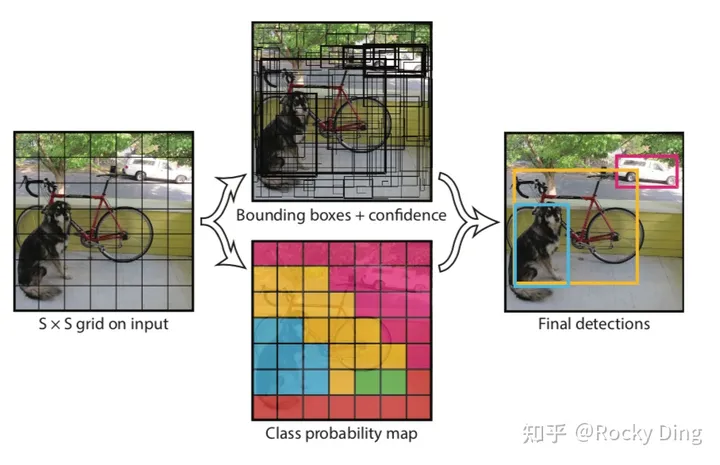 Bounding boxes + confidence
S × S grid on input
Final detections
Class probability map
知乎 @Rocky Ding